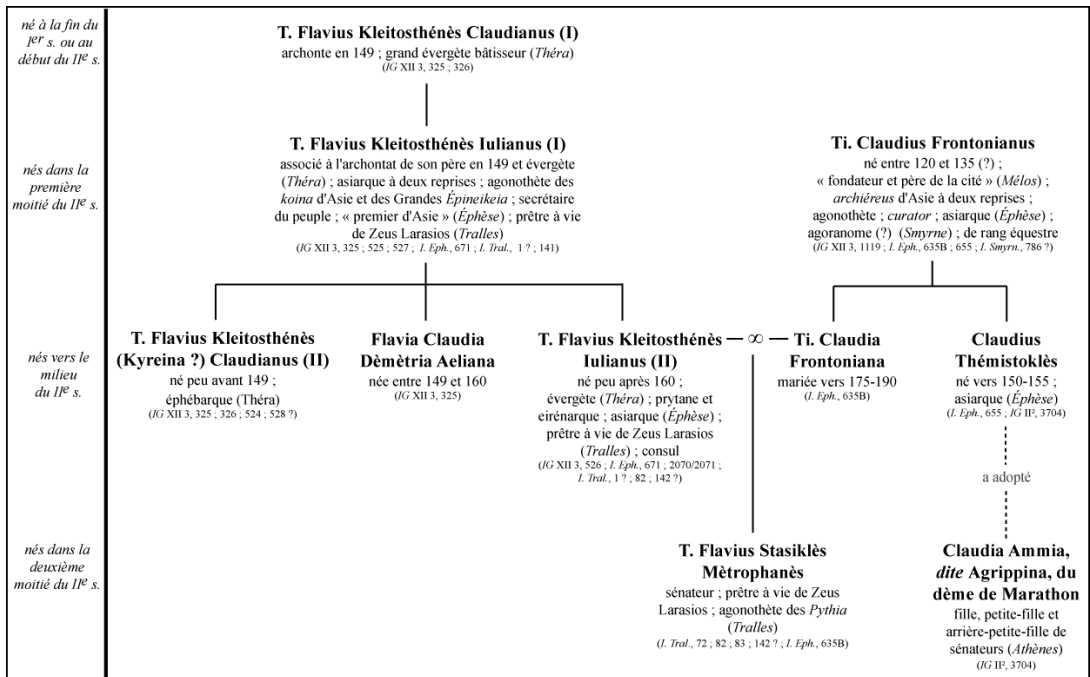 né à la fin du
Ier s. ou au
début du IIe s.
T. Flavius Kleitosthénès Claudianus (I)
archonte en 149 ; grand évergète bâtisseur (Théra)
(IG XII 3, 325 ; 326)
nés dans la
première
moitié du IIe s.
T. Flavius Kleitosthénès Iulianus (I)
associé à l'archontat de son père en 149 et évergète
(Théra) ; asiarque à deux reprises ; agonothète des
koina d'Asie et des Grandes Épineikeia ; secrétaire
du peuple ; « premier d'Asie » (Éphèse) ; prêtre à vie
de Zeus Larasios (Tralles)
(IG XII 3, 325 ; 525 ; 527, I. Eph., 671 ; I. Tral., 1 ? ; 141)
Ti. Claudius Frontonianus
né entre 120 et 135 (?) ;
« fondateur et père de la cité » (Mélos) ;
archiéreus d'Asie à deux reprises ;
agonothète ; curator ; asiarque (Éphèse) ;
agoranome (?) (Smyrne) ; de rang équestre
(IG XII 3, 1119 ; I. Eph., 635B ; 655 ; I. Smyrn., 786 ?)
nés vers le
milieu
du IIe s.
T. Flavius Kleitosthénès
(Kyreina ?) Claudianus (II)
né peu avant 149 ;
éphébarque (Théra)
(IG XII 3, 325 ; 326 ; 524 ; 528 ?)
Flavia Claudia
Dèmètria Aeliana
née entre 149 et 160
(IG XII 3, 325)
T. Flavius Kleitosthénès
Iulianus (II)
né peu après 160 ;
évergète (Théra) ; prytane et
eirénarque ; asiarque (Éphèse) ;
prêtre à vie de Zeus Larasios
(Tralles) ; consul
(IG XII 3, 526 ; I. Eph., 671 ; 2070/2071 ;
I. Tral., 1 ? ; 82 ; 142 ?)
∞
Ti. Claudia
Frontoniana
mariée vers 175-190
(I. Eph., 635B)
Claudius
Thémistoklès
né vers 150-155 ;
asiarque (Éphèse)
(I. Eph., 655 ; IG II², 3704)
a adopté
nés dans la
deuxième
moitié du IIe s.
T. Flavius Stasiklès
Mètrophanès
sénateur ; prêtre à vie de Zeus
Larasios ; agonothète des Pythia
(Tralles)
(I. Tral., 72 ; 82 ; 83 ; 142 ? ; I. Eph., 635B)
Claudia Ammia,
dite Agrippina, du
dème de Marathon
fille, petite-fille et
arrière-petite-fille de
sénateurs (Athènes)
(IG II², 3704)